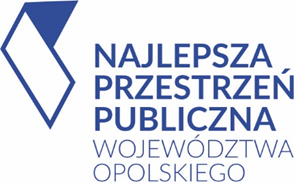 NAJLEPSZA
PRZESTRZEŃ
PUBLICZNA
WOJEWÓDZTWA
OPOLSKIEGO